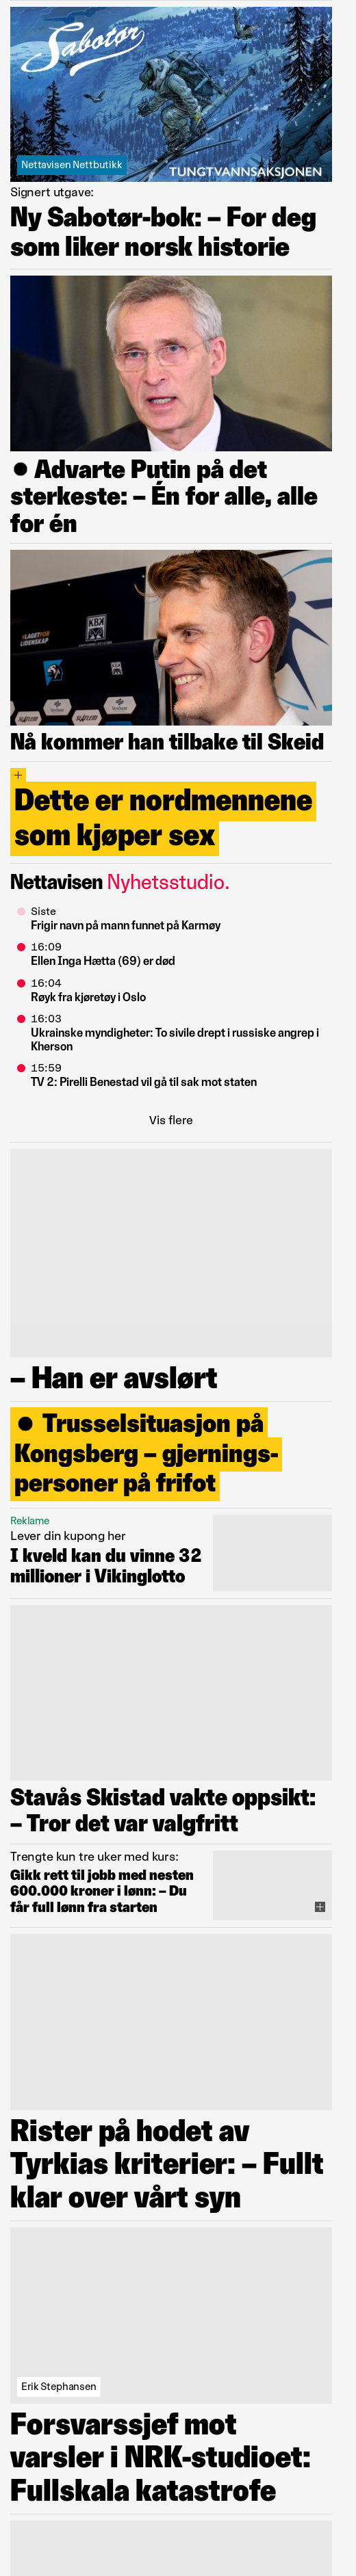 Sabotør
Nettavisen Nettbutikk
TUNGTVANNSAKSJONEN
Signert utgave:
Ny Sabotør-bok: – For deg
som liker norsk historie
Advarte Putin på det
sterkeste: – Én for alle, alle
for én
KBK
Nå kommer han tilbake til Skeid
+
Dette er nordmennene
som kjøper sex
Nettavisen Nyhetsstudio.
Siste
Frigir navn på mann funnet på Karmøy
16:09
Ellen Inga Hætta (69) er død
16:04
Røyk fra kjøretøy i Oslo
16:03
Ukrainske myndigheter: To sivile drept i russiske angrep i
Kherson
15:59
TV 2: Pirelli Benestad vil gå til sak mot staten
Vis flere
– Han er avslørt
Trusselsituasjon på
Kongsberg – gjernings-
personer på frifot
Reklame
Lever din kupong her
I kveld kan du vinne 32
millioner i Vikinglotto
Stavås Skistad vakte oppsikt:
– Tror det var valgfritt
Trengte kun tre uker med kurs:
Gikk rett til jobb med nesten
600.000 kroner i lønn: – Du
får full lønn fra starten
Rister på hodet av
Tyrkias kriterier: – Fullt
klar over vårt syn
Erik Stephansen
Forsvarssjef mot
varsler i NRK-studioet:
Fullskala katastrofe